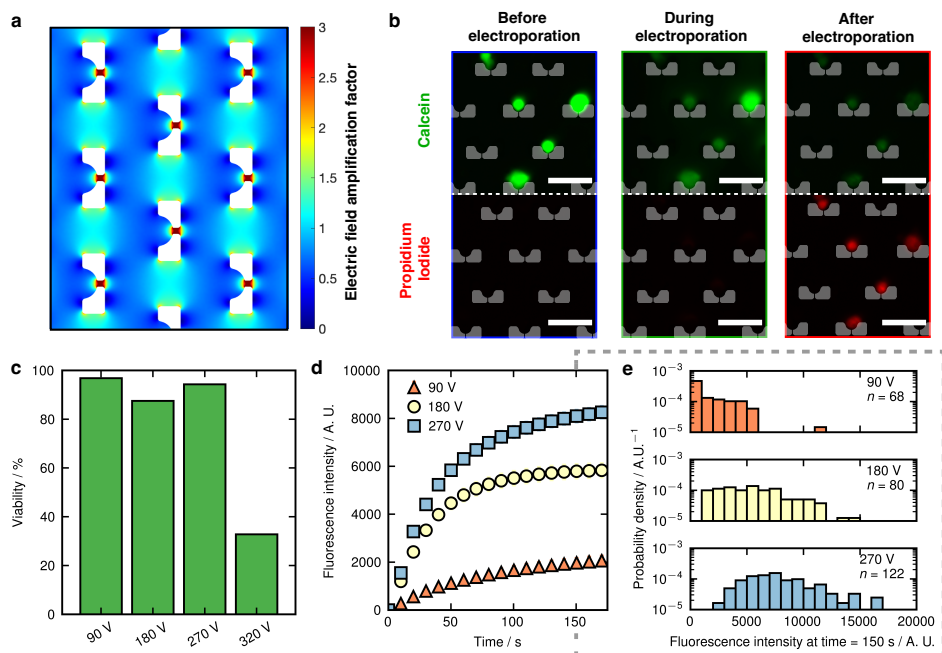 a
3
2.5
2
1.5
1
0.5
0
Electric field amplification factor
b
Before
electroporation
During
electroporation
After
electroporation
Calcein
Propidium
Iodide
c
100
80
60
40
20
0
Viability / %
90 V
180 V
270 V
320 V
d
10000
8000
6000
4000
2000
0
Fluorescence intensity / A.U.
90 V
180 V
270 V
0
50
100
150
Time / s
e
Probability density / A.U.⁻¹
10⁻³
10⁻⁴
10⁻⁵
90 V
n = 68
10⁻³
10⁻⁴
10⁻⁵
180 V
n = 80
10⁻³
10⁻⁴
10⁻⁵
270 V
n = 122
0
5000
10000
15000
20000
Fluorescence intensity at time = 150 s / A. U.